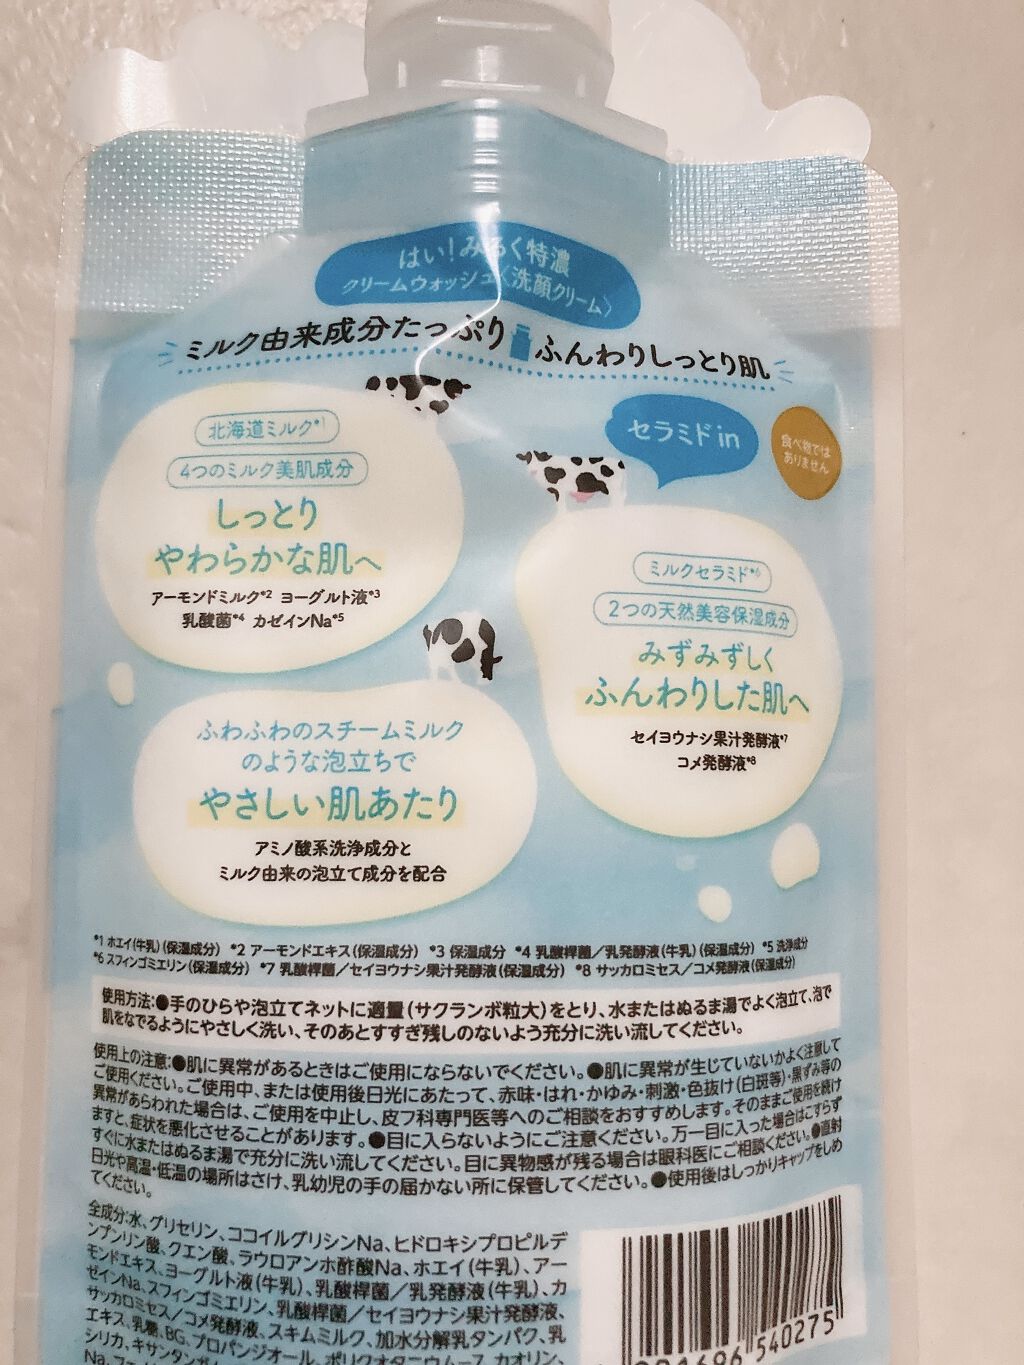 はい!みるく特濃
クリームウォッシュ〈洗顔クリーム〉
ミルク由来成分たっぷり
ふんわりしっとり肌
北海道ミルク*1
4つのミルク美肌成分
しっとり
やわらかな肌へ
アーモンドミルク*2 ヨーグルト液*3
乳酸菌*4 カゼインNa*5
セラミドin
食べ物では
ありません
ミルクセラミド*6
2つの天然美容保湿成分
みずみずしく
ふんわりした肌へ
セイヨウナシ果汁発酵液*7
コメ発酵液*8
ふわふわのスチームミルク
のような泡立ちで
やさしい肌あたり
アミノ酸系洗浄成分と
ミルク由来の泡立て成分を配合
*1 ホエイ(牛乳)(保湿成分) *2 アーモンドエキス(保湿成分) *3 保湿成分 *4 乳酸桿菌/乳発酵液(牛乳)(保湿成分) *5 洗浄成分
*6 スフィンゴミエリン(保湿成分) *7 乳酸桿菌/セイヨウナシ果汁発酵液(保湿成分) *8 サッカロミセス/コメ発酵液(保湿成分)
使用方法:●手のひらや泡立てネットに適量(サクランボ粒大)をとり、水またはぬるま湯でよく泡立て、泡で
肌をなでるようにやさしく洗い、そのあとすすぎ残しのないよう充分に洗い流してください。
使用上の注意:●肌に異常があるときはご使用にならないでください。●肌に異常が生じていないかよく注意して
ご使用ください。ご使用中、または使用後日光にあたって、赤味・はれ・かゆみ・刺激・色抜け(白斑等)・黒ずみ等の
異常があらわれた場合は、ご使用を中止し、皮フ科専門医等へのご相談をおすすめします。そのままご使用を続け
ますと、症状を悪化させることがあります。●目に入らないようにご注意ください。万一目に入った場合はこすらず
すぐに水またはぬるま湯で充分に洗い流してください。目に異物感が残る場合は眼科医にご相談ください。●直射
日光や高温・低温の場所はさけ、乳幼児の手の届かない所に保管してください。●使用後はしっかりキャップをしめ
てください。
全成分:水、グリセリン、ココイルグリシンNa、ヒドロキシプロピルデ
ンプンリン酸、クエン酸、ラウロアンホ酢酸Na、ホエイ(牛乳)、アー
モンドエキス、ヨーグルト液(牛乳)、乳酸桿菌/乳発酵液(牛乳)、カ
ゼインNa、スフィンゴミエリン、乳酸桿菌/セイヨウナシ果汁発酵液、
サッカロミセス/コメ発酵液、スキムミルク、加水分解乳タンパク、乳
エキス、乳糖、BG、プロパンジオール、ポリクオタニウム
シリカ、キサンタンガ
540275